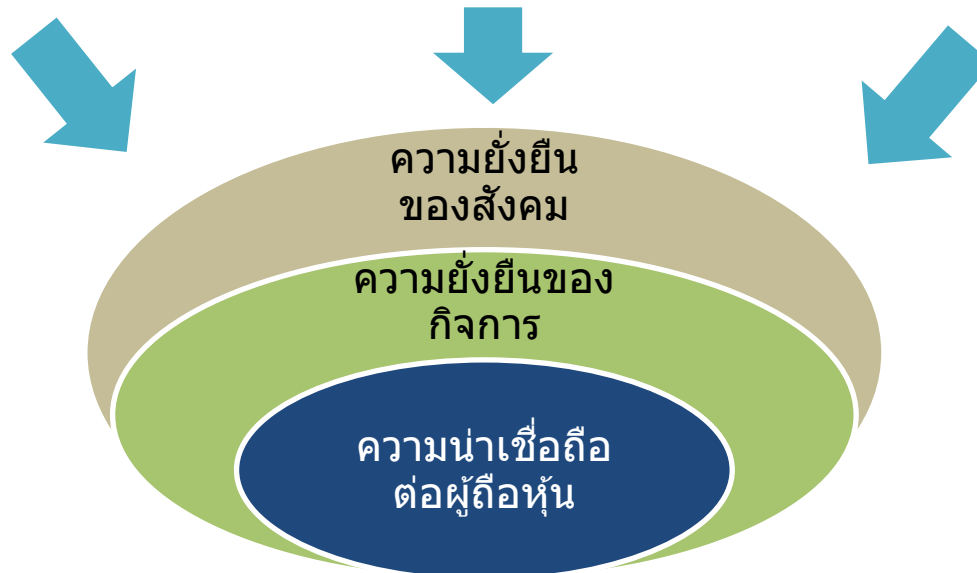 ความยั่งยืน
ของสังคม
ความยั่งยืนของ
กิจการ
ความน่าเชื่อถือ
ต่อผู้ถือหุ้น